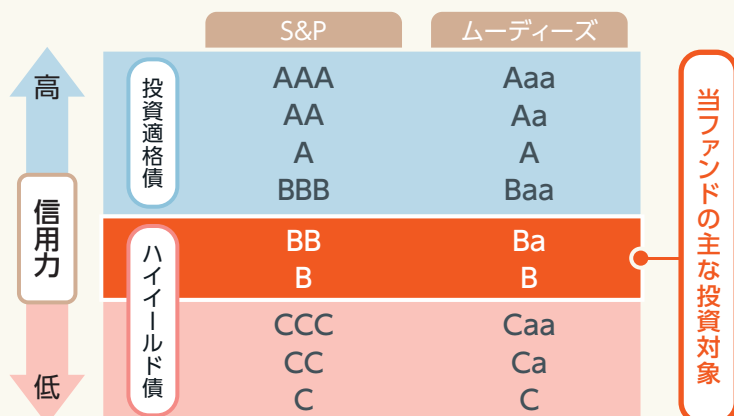 S&P ムーディーズ
高
信用力
低
投資適格債
AAA Aaa
AA Aa
A A
BBB Baa
ハイイールド債
BB Ba
B B
CCC Caa
CC Ca
C C
当ファンドの主な投資対象